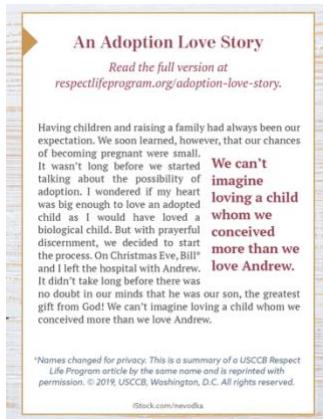 An Adoption Love Story
Read the full version at
respectlifeprogram.org/adoption-love-story.
Having children and raising a family had always been our
expectation. We soon learned, however, that our chances
of becoming pregnant were small.
It wasn't long before we started
talking about the possibility of
adoption. I wondered if my heart
was big enough to love an adopted
child as I would have loved a
biological child. But with prayerful
discernment, we decided to start
the process. On Christmas Eve, Bill*
and I left the hospital with Andrew.
It didn't take long before there was
no doubt in our minds that he was our son, the greatest
gift from God! We can't imagine loving a child whom we
conceived more than we love Andrew.
We can't
imagine
loving a child
whom we
conceived
more than we
love Andrew.
*Names changed for privacy. This is a summary of a USCCB Respect
Life Program article by the same name and is reprinted with
permission. © 2019, USCCB, Washington, D.C. All rights reserved.
iStock.com/nevodka